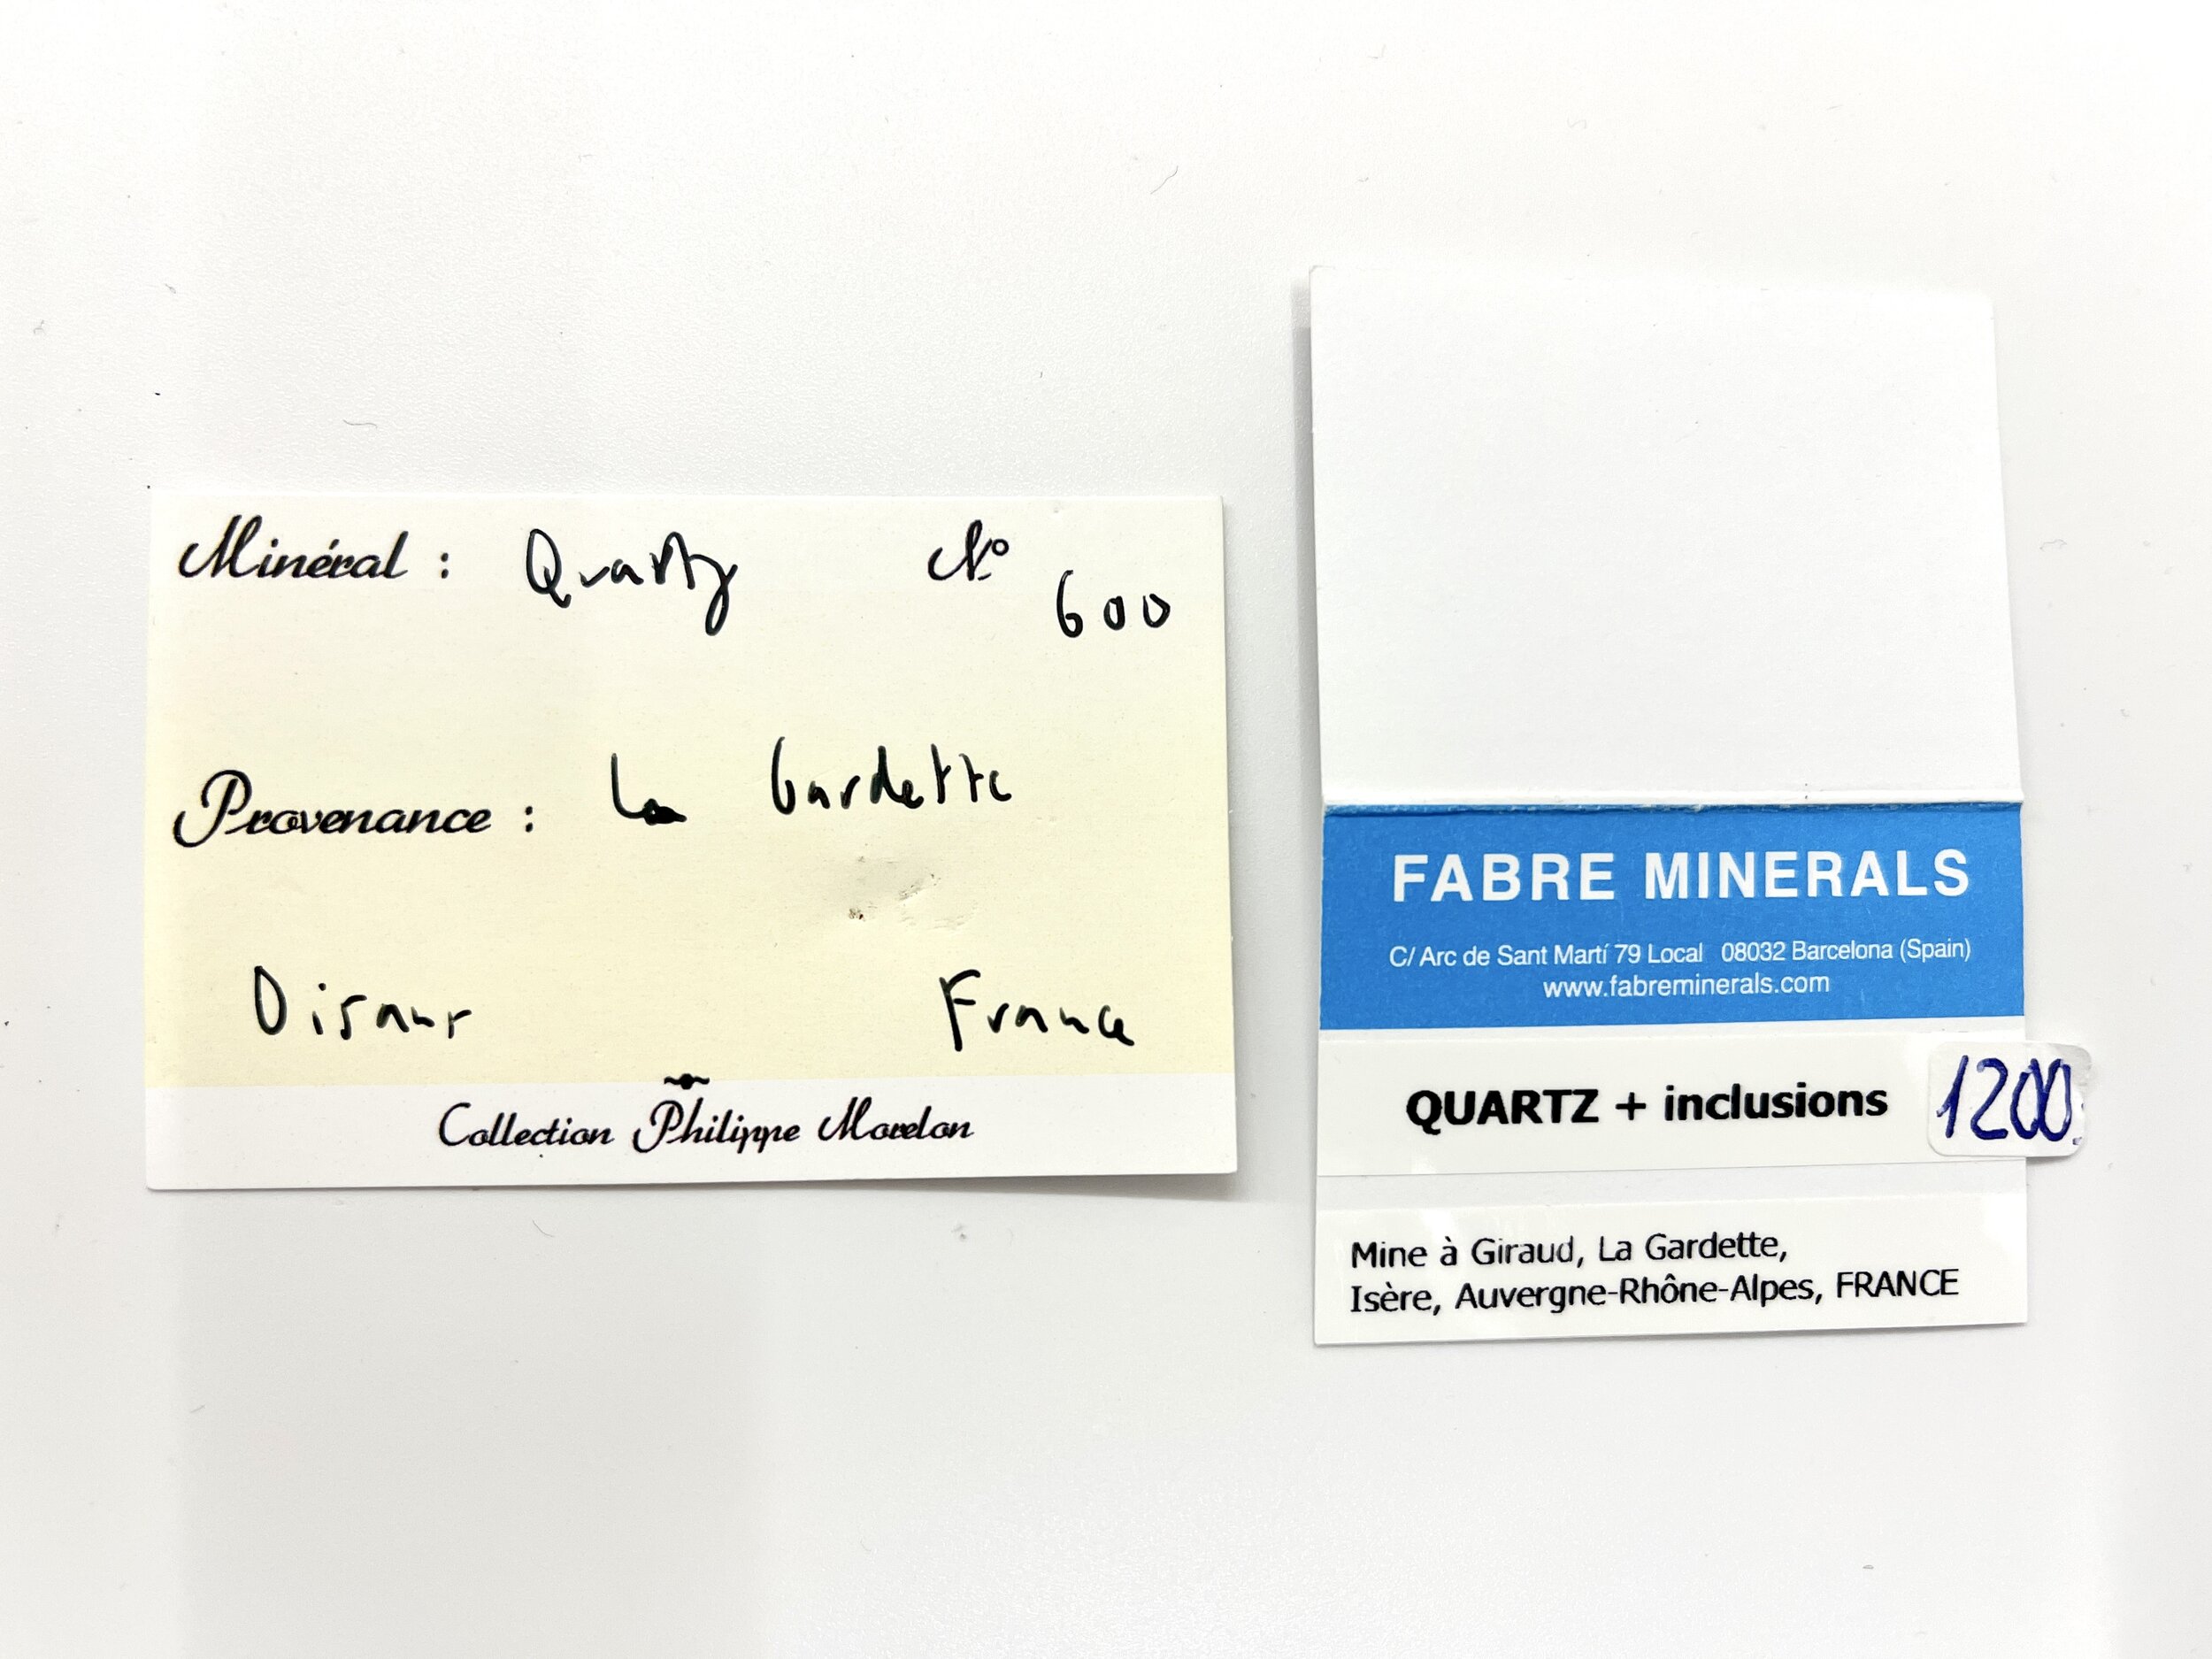 Minéral : Quartz N° 600
Provenance : La Gardette
Oisans France
Collection Philippe Morelon
FABRE MINERALS
C/ Arc de Sant Martí 79 Local 08032 Barcelona (Spain)
www.fabreminerals.com
QUARTZ + inclusions 1200
Mine à Giraud, La Gardette,
Isère, Auvergne-Rhône-Alpes, FRANCE